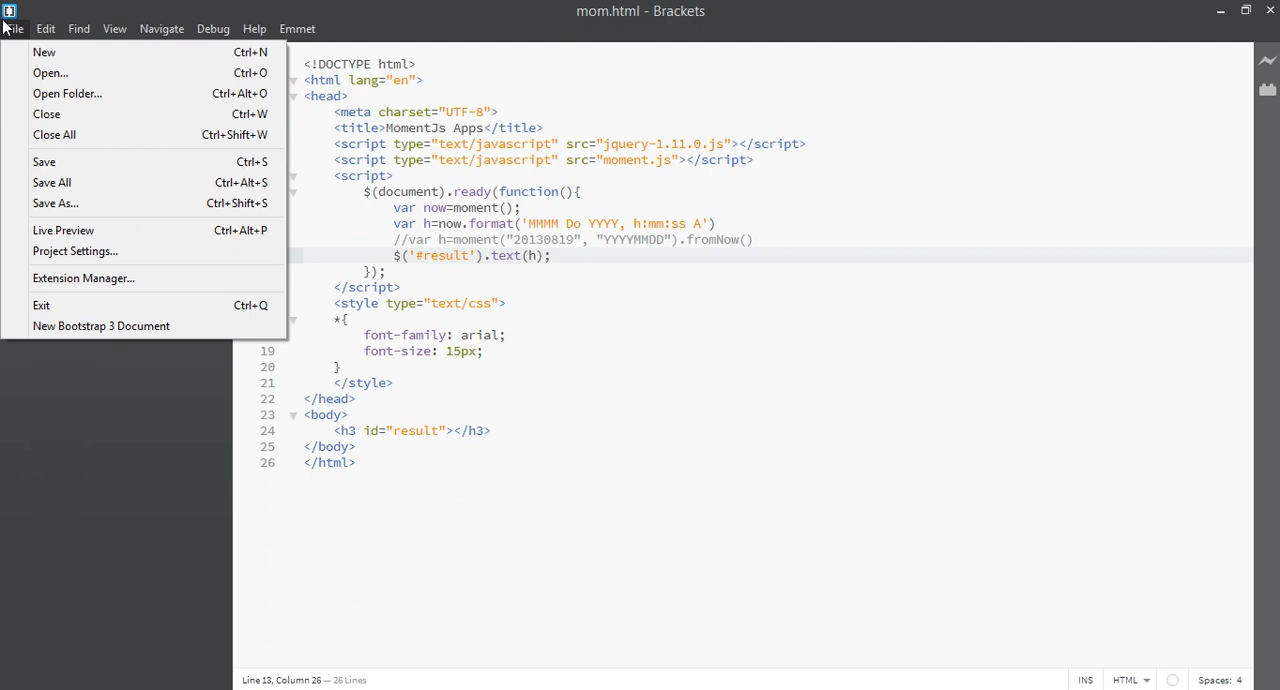 mom.html - Brackets
File Edit Find View Navigate Debug Help Emmet
New Ctrl+N
Open... Ctrl+O
Open Folder... Ctrl+Alt+O
Close Ctrl+W
Close All Ctrl+Shift+W
Save Ctrl+S
Save All Ctrl+Alt+S
Save As... Ctrl+Shift+S
Live Preview Ctrl+Alt+P
Project Settings...
Extension Manager...
Exit Ctrl+Q
New Bootstrap 3 Document
<!DOCTYPE html>
<html lang="en">
<head>
<meta charset="UTF-8">
<title>MomentJs Apps</title>
<script type="text/javascript" src="jquery-1.11.0.js"></script>
<script type="text/javascript" src="moment.js"></script>
<script>
$(document).ready(function(){
var now=moment();
var h=now.format('MMMM Do YYYY, h:mm:ss A')
//var h=moment("20130819", "YYYYMMDD").fromNow()
$('#result').text(h);
});
</script>
<style type="text/css">
*{
font-family: arial;
19 font-size: 15px;
20 }
21 </style>
22 </head>
23 <body>
24 <h3 id="result"></h3>
25 </body>
26 </html>
Line 13, Column 26 — 26 Lines
INS HTML Spaces: 4